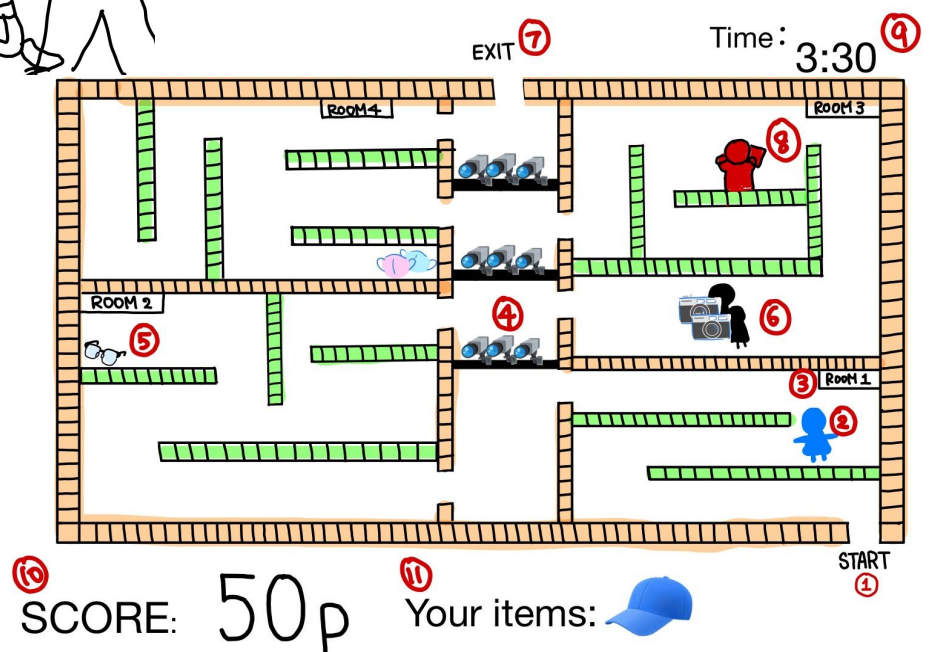 EXIT ⑦
Time: 3:30 ⑨
ROOM 4
ROOM 3
⑧
ROOM 2
④
⑥
⑤
③ ROOM 1
②
START
①
⑩
SCORE: 50p
⑪
Your items: